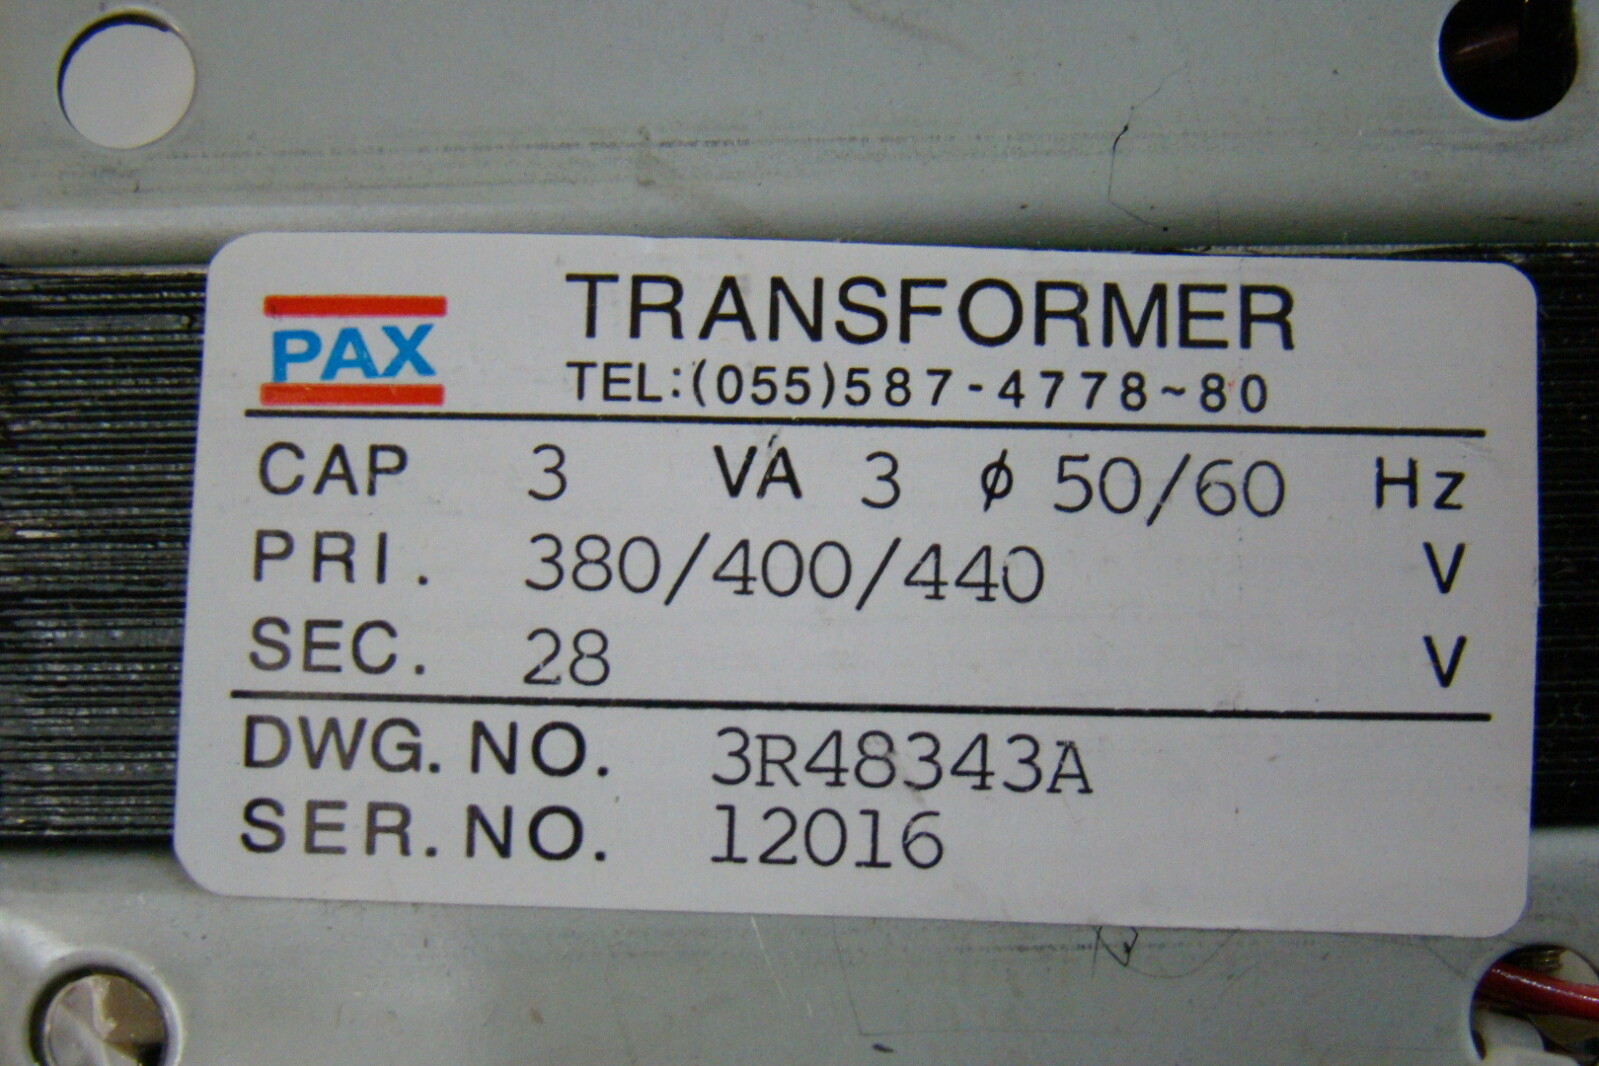 PAX
TRANSFORMER
TEL:(055)587-4778~80
CAP 3 VA 3 φ 50/60 Hz
PRI. 380/400/440 V
SEC. 28 V
DWG. NO. 3R48343A
SER. NO. 12016